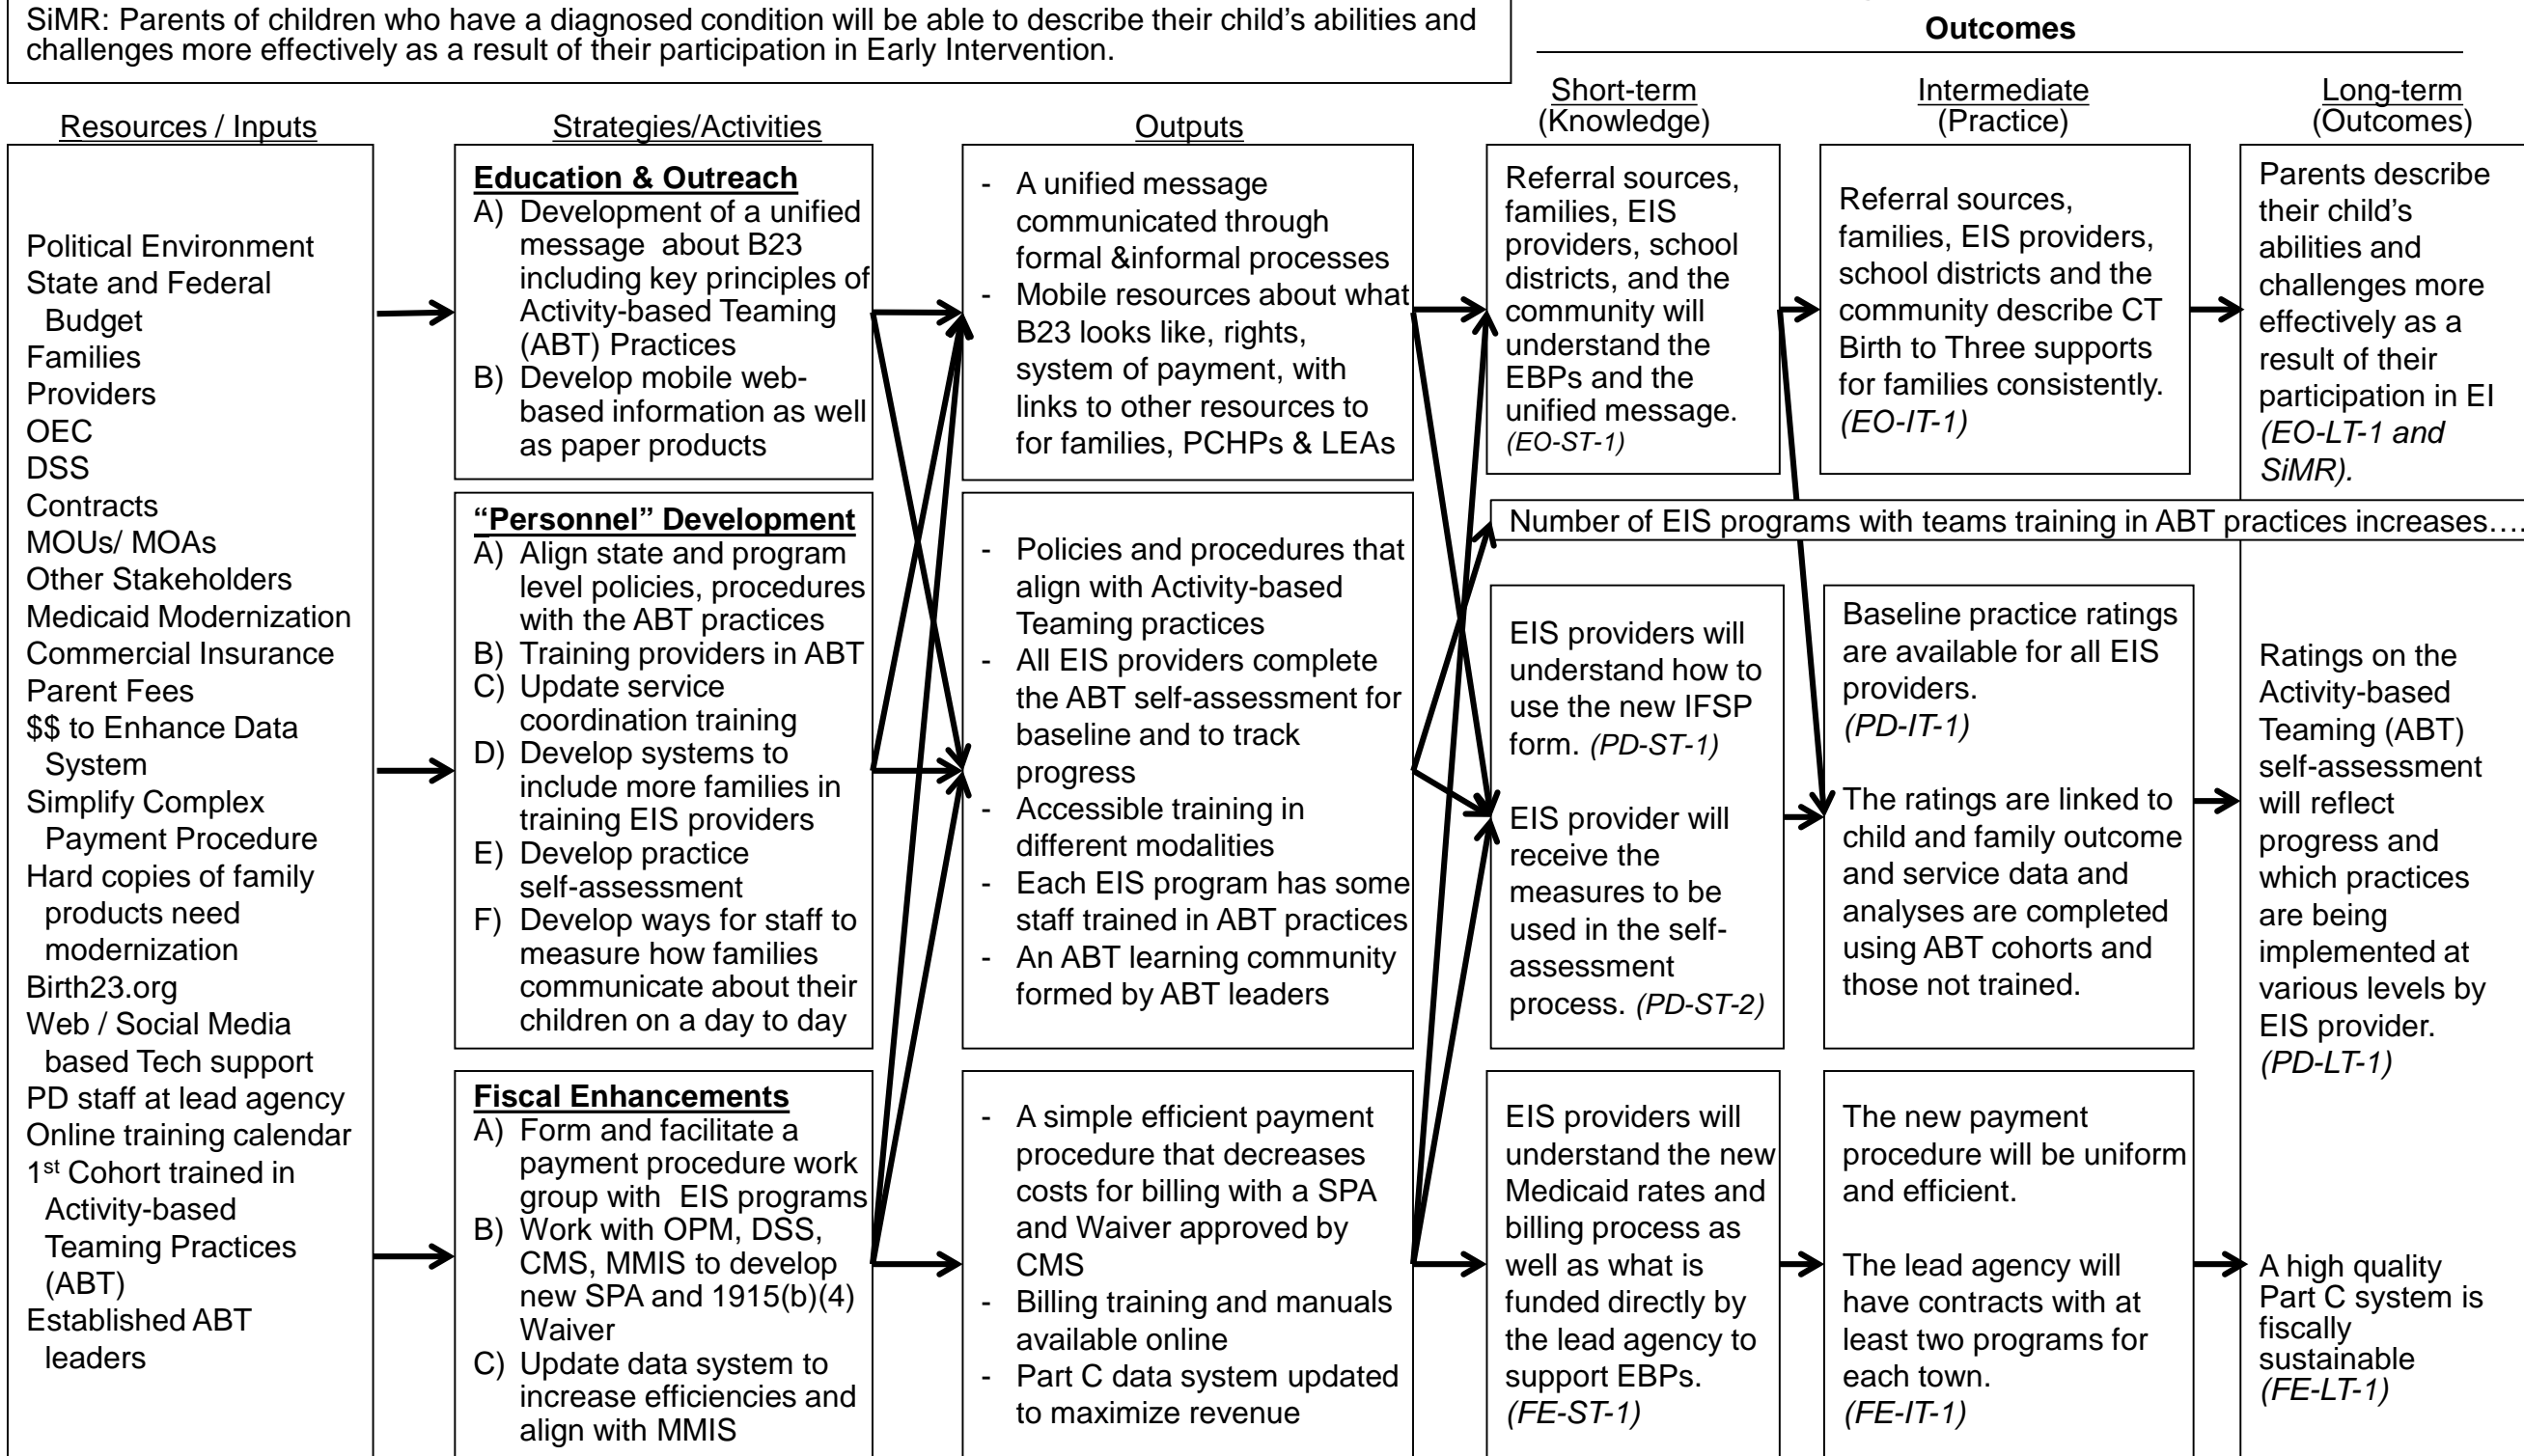 SiMR: Parents of children who have a diagnosed condition will be able to describe their child's abilities and
challenges more effectively as a result of their participation in Early Intervention.
Outcomes
Resources / Inputs
Strategies/Activities
Outputs
Short-term
(Knowledge)
Intermediate
(Practice)
Long-term
(Outcomes)
Political Environment
State and Federal
Budget
Families
Providers
OEC
DSS
Contracts
MOUs/ MOAs
Other Stakeholders
Medicaid Modernization
Commercial Insurance
Parent Fees
$$ to Enhance Data
System
Simplify Complex
Payment Procedure
Hard copies of family
products need
modernization
Birth23.org
Web / Social Media
based Tech support
PD staff at lead agency
Online training calendar
1st Cohort trained in
Activity-based
Teaming Practices
(ABT)
Established ABT
leaders
Education & Outreach
A) Development of a unified
message about B23
including key principles of
Activity-based Teaming
(ABT) Practices
B) Develop mobile web-
based information as well
as paper products
"Personnel" Development
A) Align state and program
level policies, procedures
with the ABT practices
B) Training providers in ABT
C) Update service
coordination training
D) Develop systems to
include more families in
training EIS providers
E) Develop practice
self-assessment
F) Develop ways for staff to
measure how families
communicate about their
children on a day to day
Fiscal Enhancements
A) Form and facilitate a
payment procedure work
group with EIS programs
B) Work with OPM, DSS,
CMS, MMIS to develop
new SPA and 1915(b)(4)
Waiver
C) Update data system to
increase efficiencies and
align with MMIS
- A unified message
communicated through
formal &informal processes
- Mobile resources about what
B23 looks like, rights,
system of payment, with
links to other resources to
for families, PCHPs & LEAs
- Policies and procedures that
align with Activity-based
Teaming practices
- All EIS providers complete
the ABT self-assessment for
baseline and to track
progress
- Accessible training in
different modalities
- Each EIS program has some
staff trained in ABT practices
- An ABT learning community
formed by ABT leaders
- A simple efficient payment
procedure that decreases
costs for billing with a SPA
and Waiver approved by
CMS
- Billing training and manuals
available online
- Part C data system updated
to maximize revenue
Referral sources,
families, EIS
providers, school
districts, and the
community will
understand the
EBPs and the
unified message.
(EO-ST-1)
Referral sources,
families, EIS providers,
school districts and the
community describe CT
Birth to Three supports
for families consistently.
(EO-IT-1)
Parents describe
their child's
abilities and
challenges more
effectively as a
result of their
participation in EI
(EO-LT-1 and
SiMR).
Number of EIS programs with teams training in ABT practices increases....
EIS providers will
understand how to
use the new IFSP
form. (PD-ST-1)
EIS provider will
receive the
measures to be
used in the self-
assessment
process. (PD-ST-2)
Baseline practice ratings
are available for all EIS
providers.
(PD-IT-1)
The ratings are linked to
child and family outcome
and service data and
analyses are completed
using ABT cohorts and
those not trained.
Ratings on the
Activity-based
Teaming (ABT)
self-assessment
will reflect
progress and
which practices
are being
implemented at
various levels by
EIS provider.
(PD-LT-1)
EIS providers will
understand the new
Medicaid rates and
billing process as
well as what is
funded directly by
the lead agency to
support EBPs.
(FE-ST-1)
The new payment
procedure will be uniform
and efficient.
The lead agency will
have contracts with at
least two programs for
each town.
(FE-IT-1)
A high quality
Part C system is
fiscally
sustainable
(FE-LT-1)